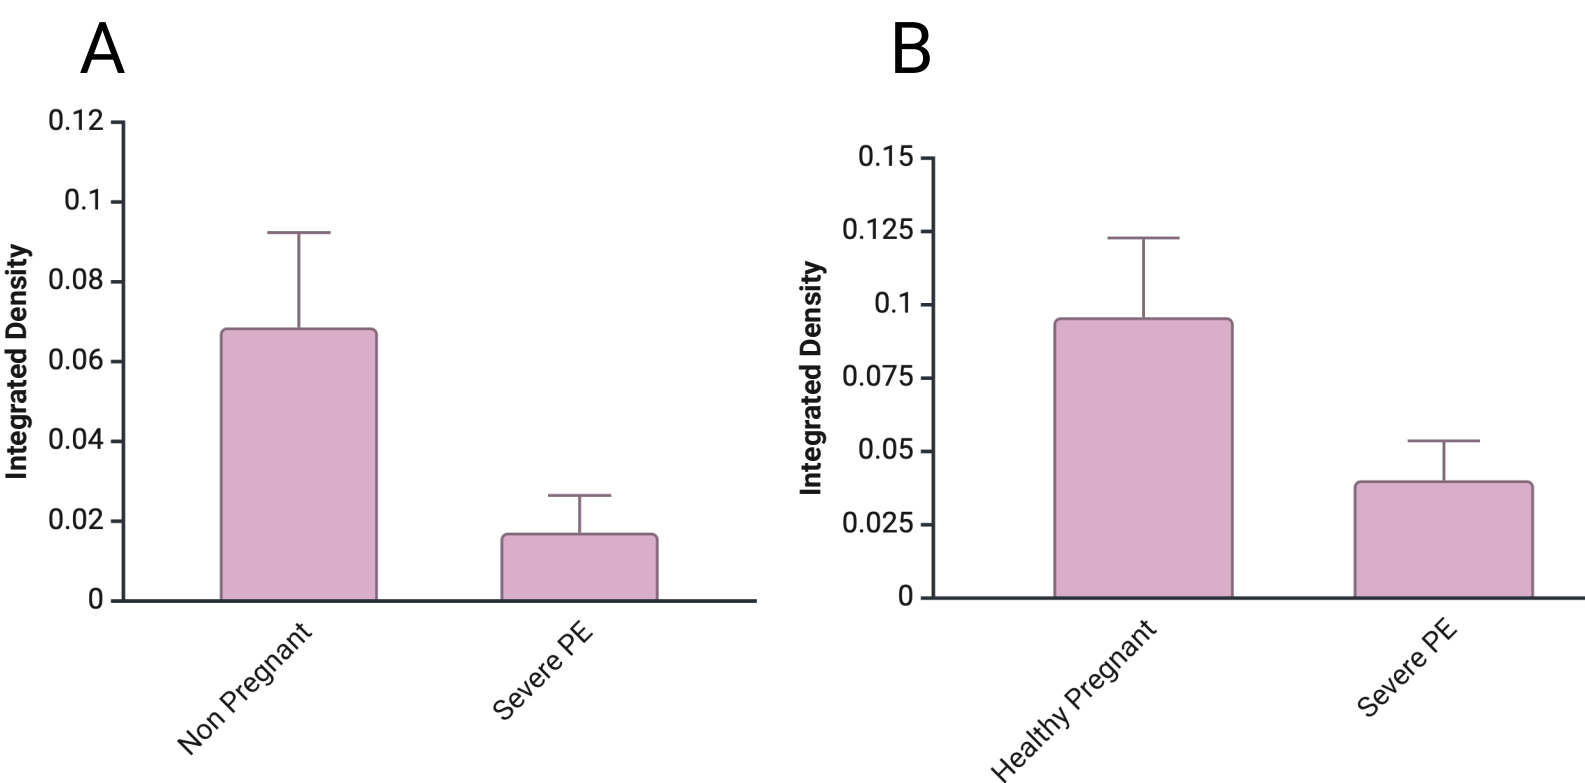 A
0.12
0.1
0.08
0.06
0.04
0.02
0
Integrated Density
Non Pregnant
Severe PE
B
0.15
0.125
0.1
0.075
0.05
0.025
0
Integrated Density
Healthy Pregnant
Severe PE